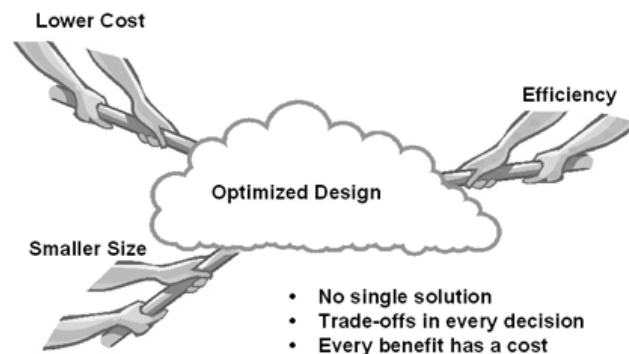 Lower Cost
Efficiency
Optimized Design
Smaller Size
• No single solution
• Trade-offs in every decision
• Every benefit has a cost